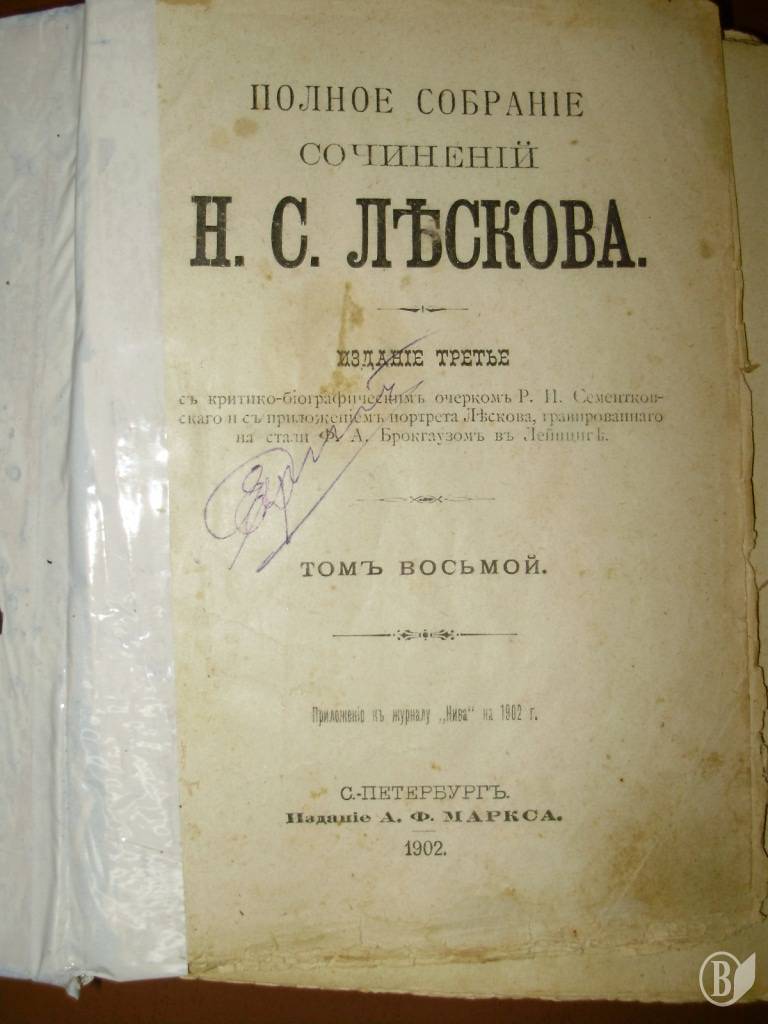 ПОЛНОЕ СОБРАНІЕ
СОЧИНЕНІЙ
Н. С. ЛѢСКОВА.
ИЗДАНІЕ ТРЕТЬЕ
съ критико-біографическимъ очеркомъ Р. И. Сементков-
скаго и съ приложеніемъ портрета Лѣскова, гравированнаго
на стали Ф. А. Брокгаузомъ въ Лейпцигѣ.
ТОМЪ ВОСЬМОЙ.
Приложеніе къ журналу „Нива“ на 1902 г.
С.-ПЕТЕРБУРГЪ.
Изданіе А. Ф. МАРКСА.
1902.
В